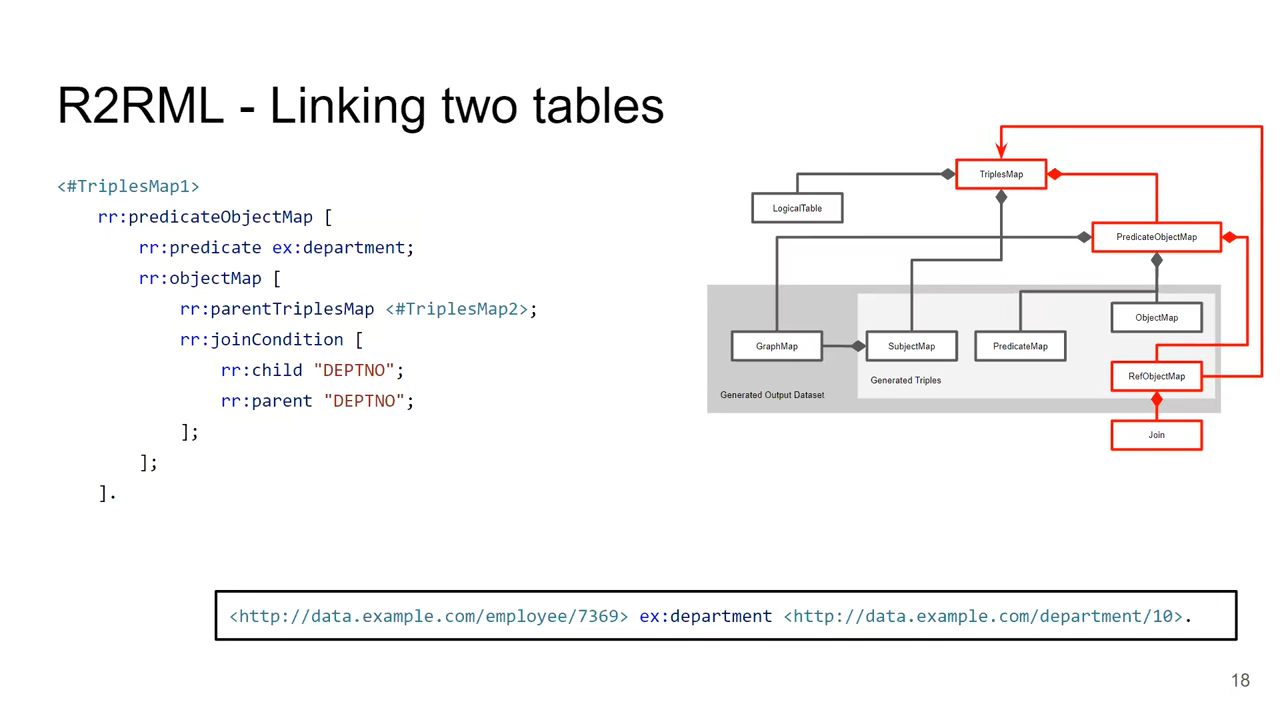 R2RML - Linking two tables
<#TriplesMap1>
rr:predicateObjectMap [
rr:predicate ex:department;
rr:objectMap [
rr:parentTriplesMap <#TriplesMap2>;
rr:joinCondition [
rr:child "DEPTNO";
rr:parent "DEPTNO";
];
];
].
TriplesMap
LogicalTable
PredicateObjectMap
ObjectMap
GraphMap
SubjectMap
PredicateMap
RefObjectMap
Generated Triples
Generated Output Dataset
Join
<http://data.example.com/employee/7369> ex:department <http://data.example.com/department/10>.
18